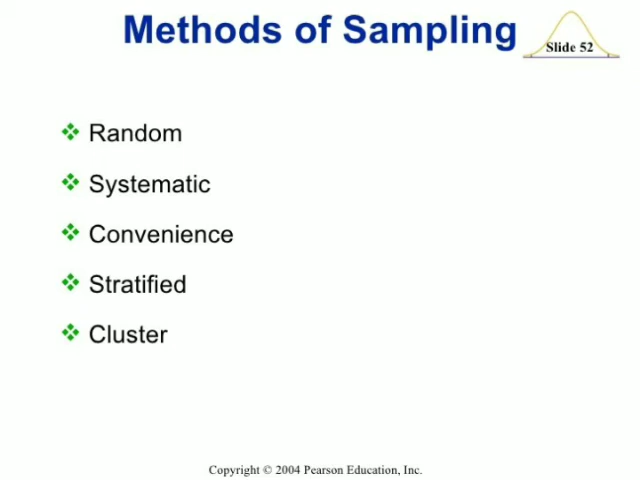 Methods of Sampling
Slide 52
Random
Systematic
Convenience
Stratified
Cluster
Copyright © 2004 Pearson Education, Inc.